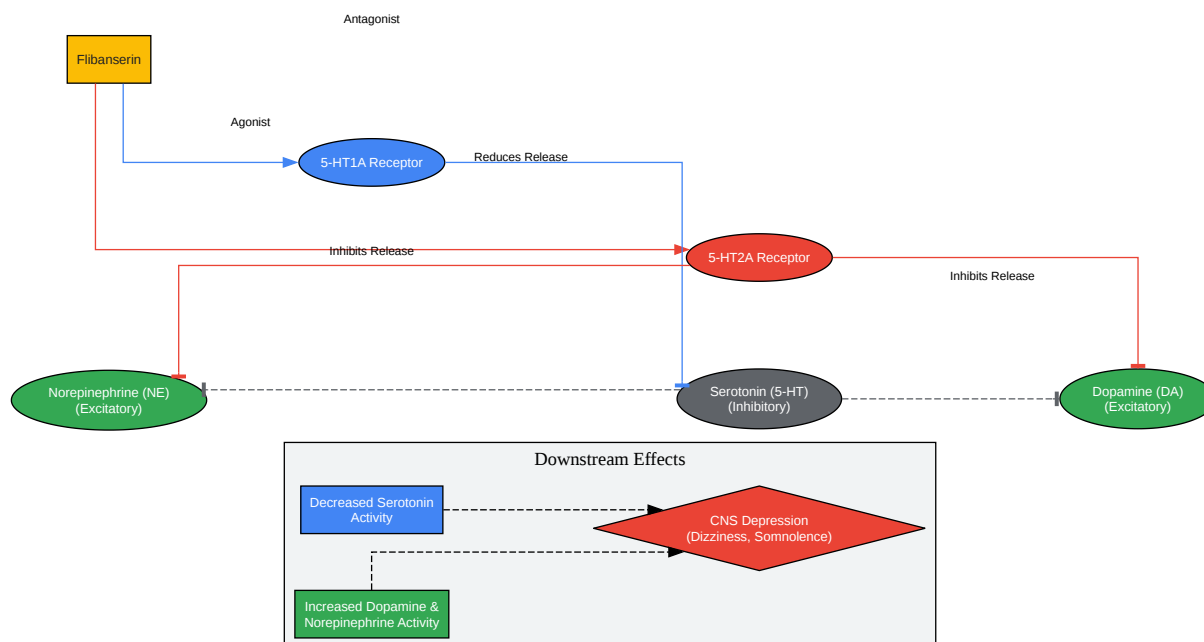 Antagonist
Flibanserin
Agonist
5-HT1A Receptor
Reduces Release
Inhibits Release
5-HT2A Receptor
Inhibits Release
Norepinephrine (NE)
(Excitatory)
Serotonin (5-HT)
(Inhibitory)
Dopamine (DA)
(Excitatory)
Downstream Effects
Decreased Serotonin
Activity
CNS Depression
(Dizziness, Somnolence)
Increased Dopamine &
Norepinephrine Activity